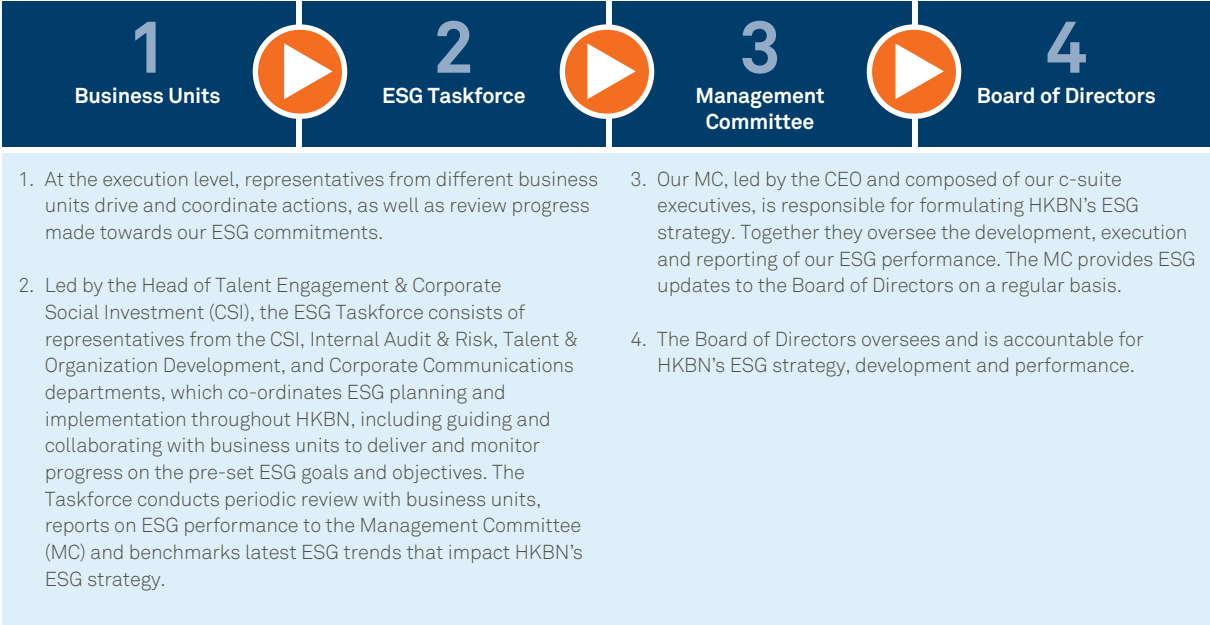 1
Business Units
2
ESG Taskforce
3
Management
Committee
4
Board of Directors
1. At the execution level, representatives from different business
units drive and coordinate actions, as well as review progress
made towards our ESG commitments.
2. Led by the Head of Talent Engagement & Corporate
Social Investment (CSI), the ESG Taskforce consists of
representatives from the CSI, Internal Audit & Risk, Talent &
Organization Development, and Corporate Communications
departments, which co-ordinates ESG planning and
implementation throughout HKBN, including guiding and
collaborating with business units to deliver and monitor
progress on the pre-set ESG goals and objectives. The
Taskforce conducts periodic review with business units,
reports on ESG performance to the Management Committee
(MC) and benchmarks latest ESG trends that impact HKBN's
ESG strategy.
3. Our MC, led by the CEO and composed of our c-suite
executives, is responsible for formulating HKBN's ESG
strategy. Together they oversee the development, execution
and reporting of our ESG performance. The MC provides ESG
updates to the Board of Directors on a regular basis.
4. The Board of Directors oversees and is accountable for
HKBN's ESG strategy, development and performance.